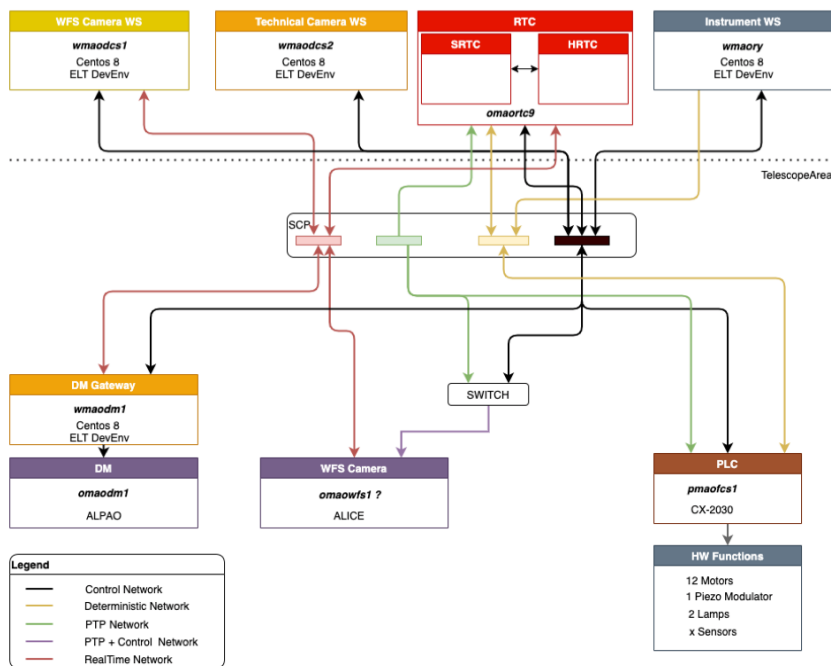 WFS Camera WS
wmaodcs1
Centos 8
ELT DevEnv
Technical Camera WS
wmaodcs2
Centos 8
ELT DevEnv
RTC
SRTC
HRTC
omaortc9
Instrument WS
wmaory
Centos 8
ELT DevEnv
TelescopeArea
SCP
DM Gateway
wmaodm1
Centos 8
ELT DevEnv
DM
omaodm1
ALPAO
SWITCH
WFS Camera
omaowfs1 ?
ALICE
PLC
pmaofcs1
CX-2030
HW Functions
12 Motors
1 Piezo Modulator
2 Lamps
x Sensors
Legend
Control Network
Deterministic Network
PTP Network
PTP + Control Network
RealTime Network